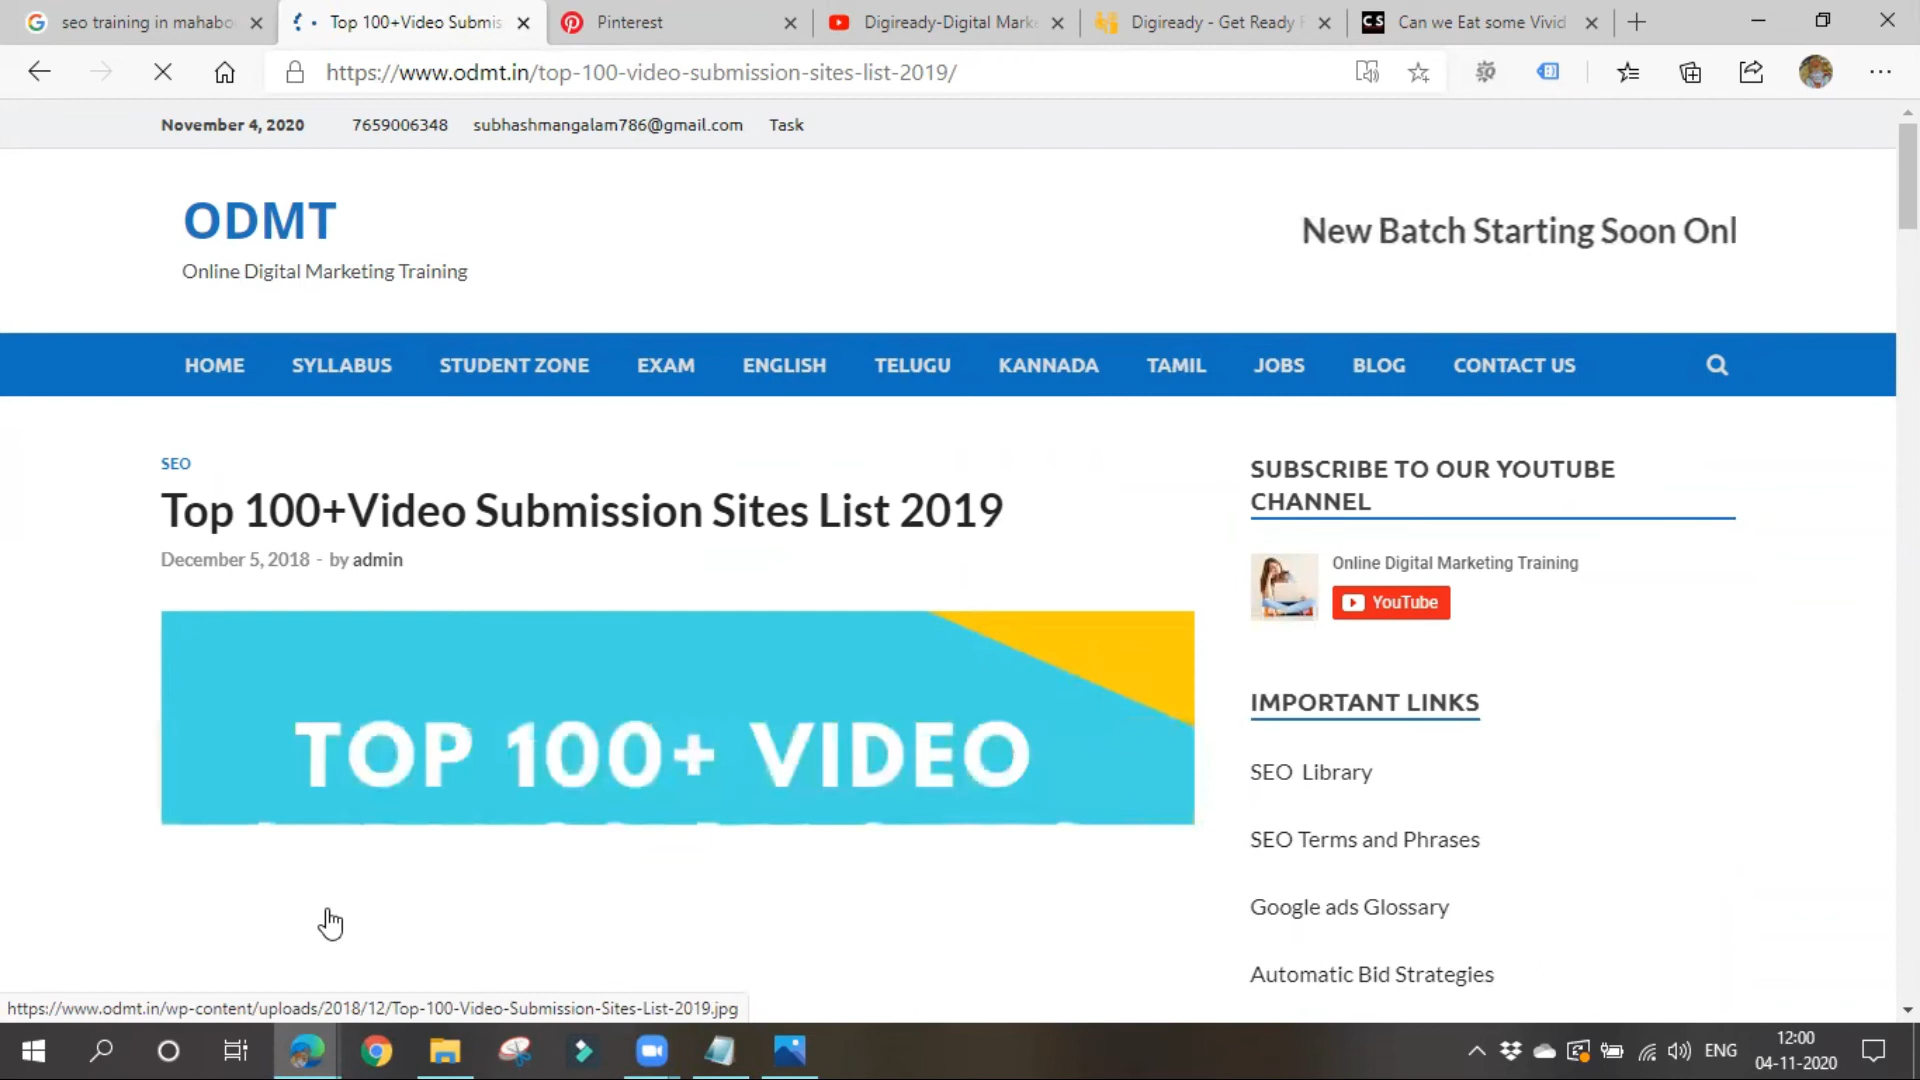 seo training in mahabo
Top 100+Video Submis
Pinterest
Digiready-Digital Mark
Digiready - Get Ready F
CS
Can we Eat some Vivid
https://www.odmt.in/top-100-video-submission-sites-list-2019/
November 4, 2020
7659006348
subhashmangalam786@gmail.com
Task
ODMT
Online Digital Marketing Training
New Batch Starting Soon Onl
HOME
SYLLABUS
STUDENT ZONE
EXAM
ENGLISH
TELUGU
KANNADA
TAMIL
JOBS
BLOG
CONTACT US
SEO
Top 100+Video Submission Sites List 2019
December 5, 2018 - by admin
TOP 100+ VIDEO
SUBSCRIBE TO OUR YOUTUBE
CHANNEL
Online Digital Marketing Training
YouTube
IMPORTANT LINKS
SEO Library
SEO Terms and Phrases
Google ads Glossary
Automatic Bid Strategies
https://www.odmt.in/wp-content/uploads/2018/12/Top-100-Video-Submission-Sites-List-2019.jpg
ENG
12:00
04-11-2020